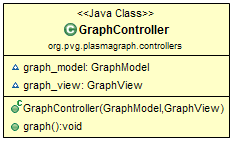 <<Java Class>>
C GraphController
org.pvg.plasmagraph.controllers
graph_model: GraphModel
graph_view: GraphView
C GraphController(GraphModel,GraphView)
graph():void